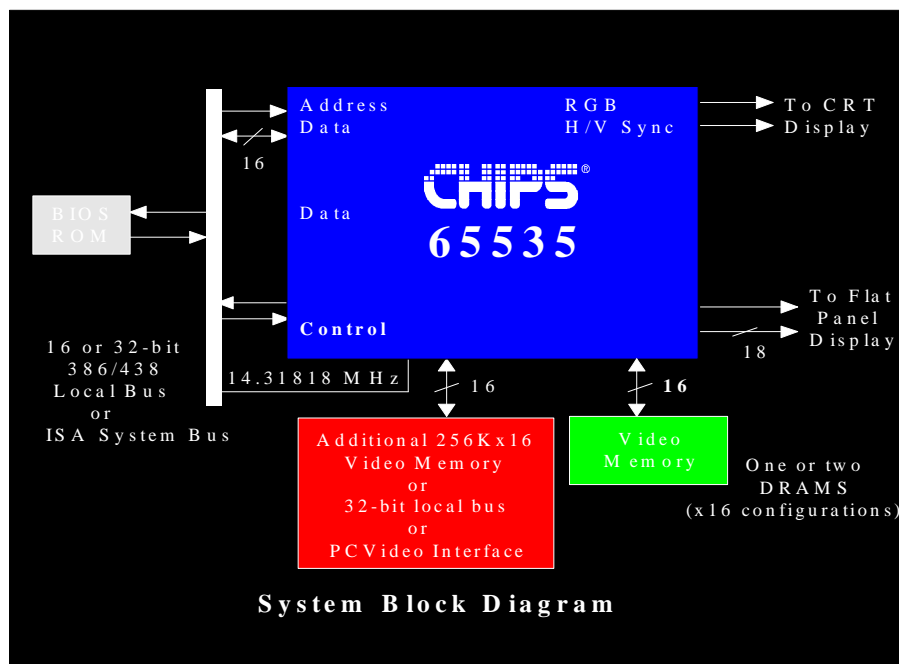 Address
Data
16
RGB
H/V Sync
To CRT
Display
CHIPS®
65535
Data
BIOS
ROM
Control
To Flat
Panel
Display
18
16 or 32-bit
386/438
Local Bus
or
ISA System Bus
14.31818 MHz
16
16
Additional 256Kx16
Video Memory
or
32-bit local bus
or
PCVideo Interface
Video
Memory
One or two
DRAMS
(x16 configurations)
System Block Diagram